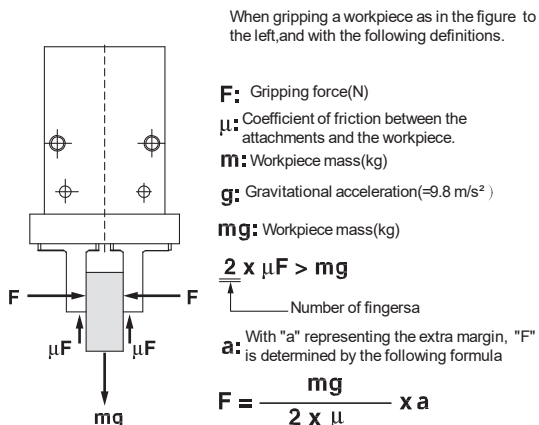 When gripping a workpiece as in the figure to
the left,and with the following definitions.
F: Gripping force(N)
μ: Coefficient of friction between the
attachments and the workpiece.
m: Workpiece mass(kg)
g: Gravitational acceleration(=9.8 m/s² ）
mg: Workpiece mass(kg)
2 x μF > mg
Number of fingersa
a: With "a" representing the extra margin, "F"
is determined by the following formula
F = mg / 2 x μ x a
F
F
μF
μF
mg